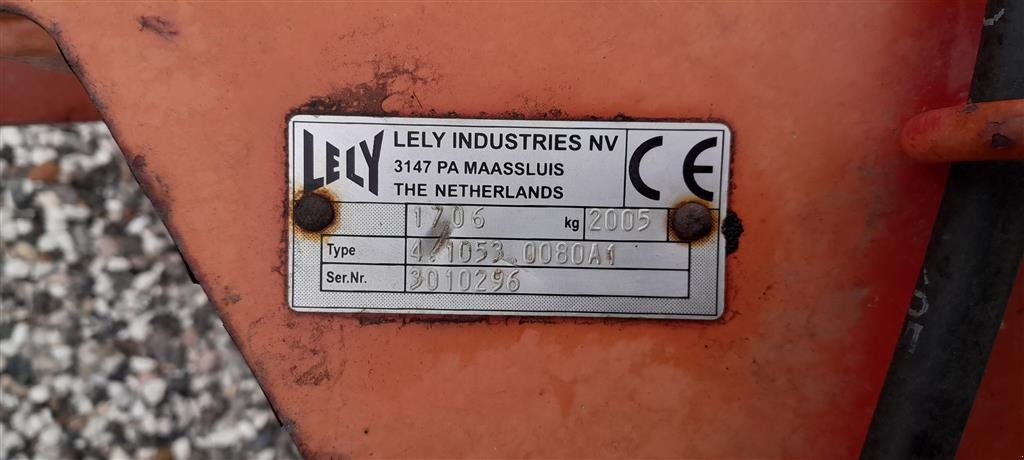 LELY
LELY INDUSTRIES NV
3147 PA MAASSLUIS
THE NETHERLANDS
CE
1706 kg 2005
Type 4.1053.0080A1
Ser.Nr. 3010296